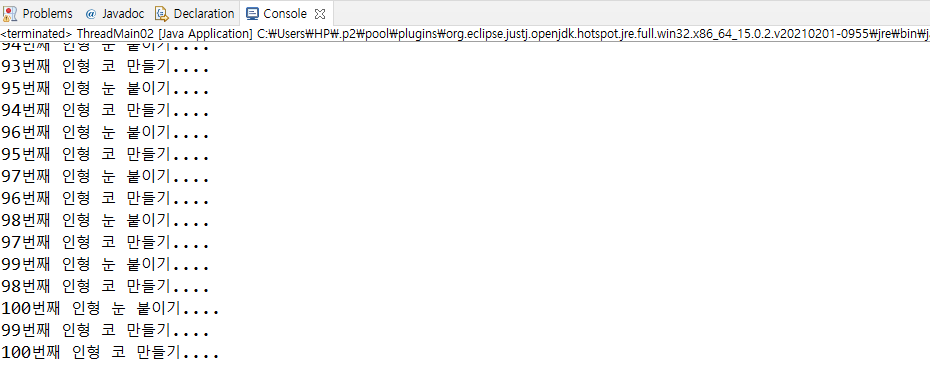 Problems @ Javadoc Declaration Console
<terminated> ThreadMain02 [Java Application] C:₩Users₩HP₩.p2₩pool₩plugins₩org.eclipse.justj.openjdk.hotspot.jre.full.win32.x86_64_15.0.2.v20210201-0955₩jre₩bin₩j
94번째 인형 눈 붙이기....
93번째 인형 코 만들기....
95번째 인형 눈 붙이기....
94번째 인형 코 만들기....
96번째 인형 눈 붙이기....
95번째 인형 코 만들기....
97번째 인형 눈 붙이기....
96번째 인형 코 만들기....
98번째 인형 눈 붙이기....
97번째 인형 코 만들기....
99번째 인형 눈 붙이기....
98번째 인형 코 만들기....
100번째 인형 눈 붙이기....
99번째 인형 코 만들기....
100번째 인형 코 만들기....